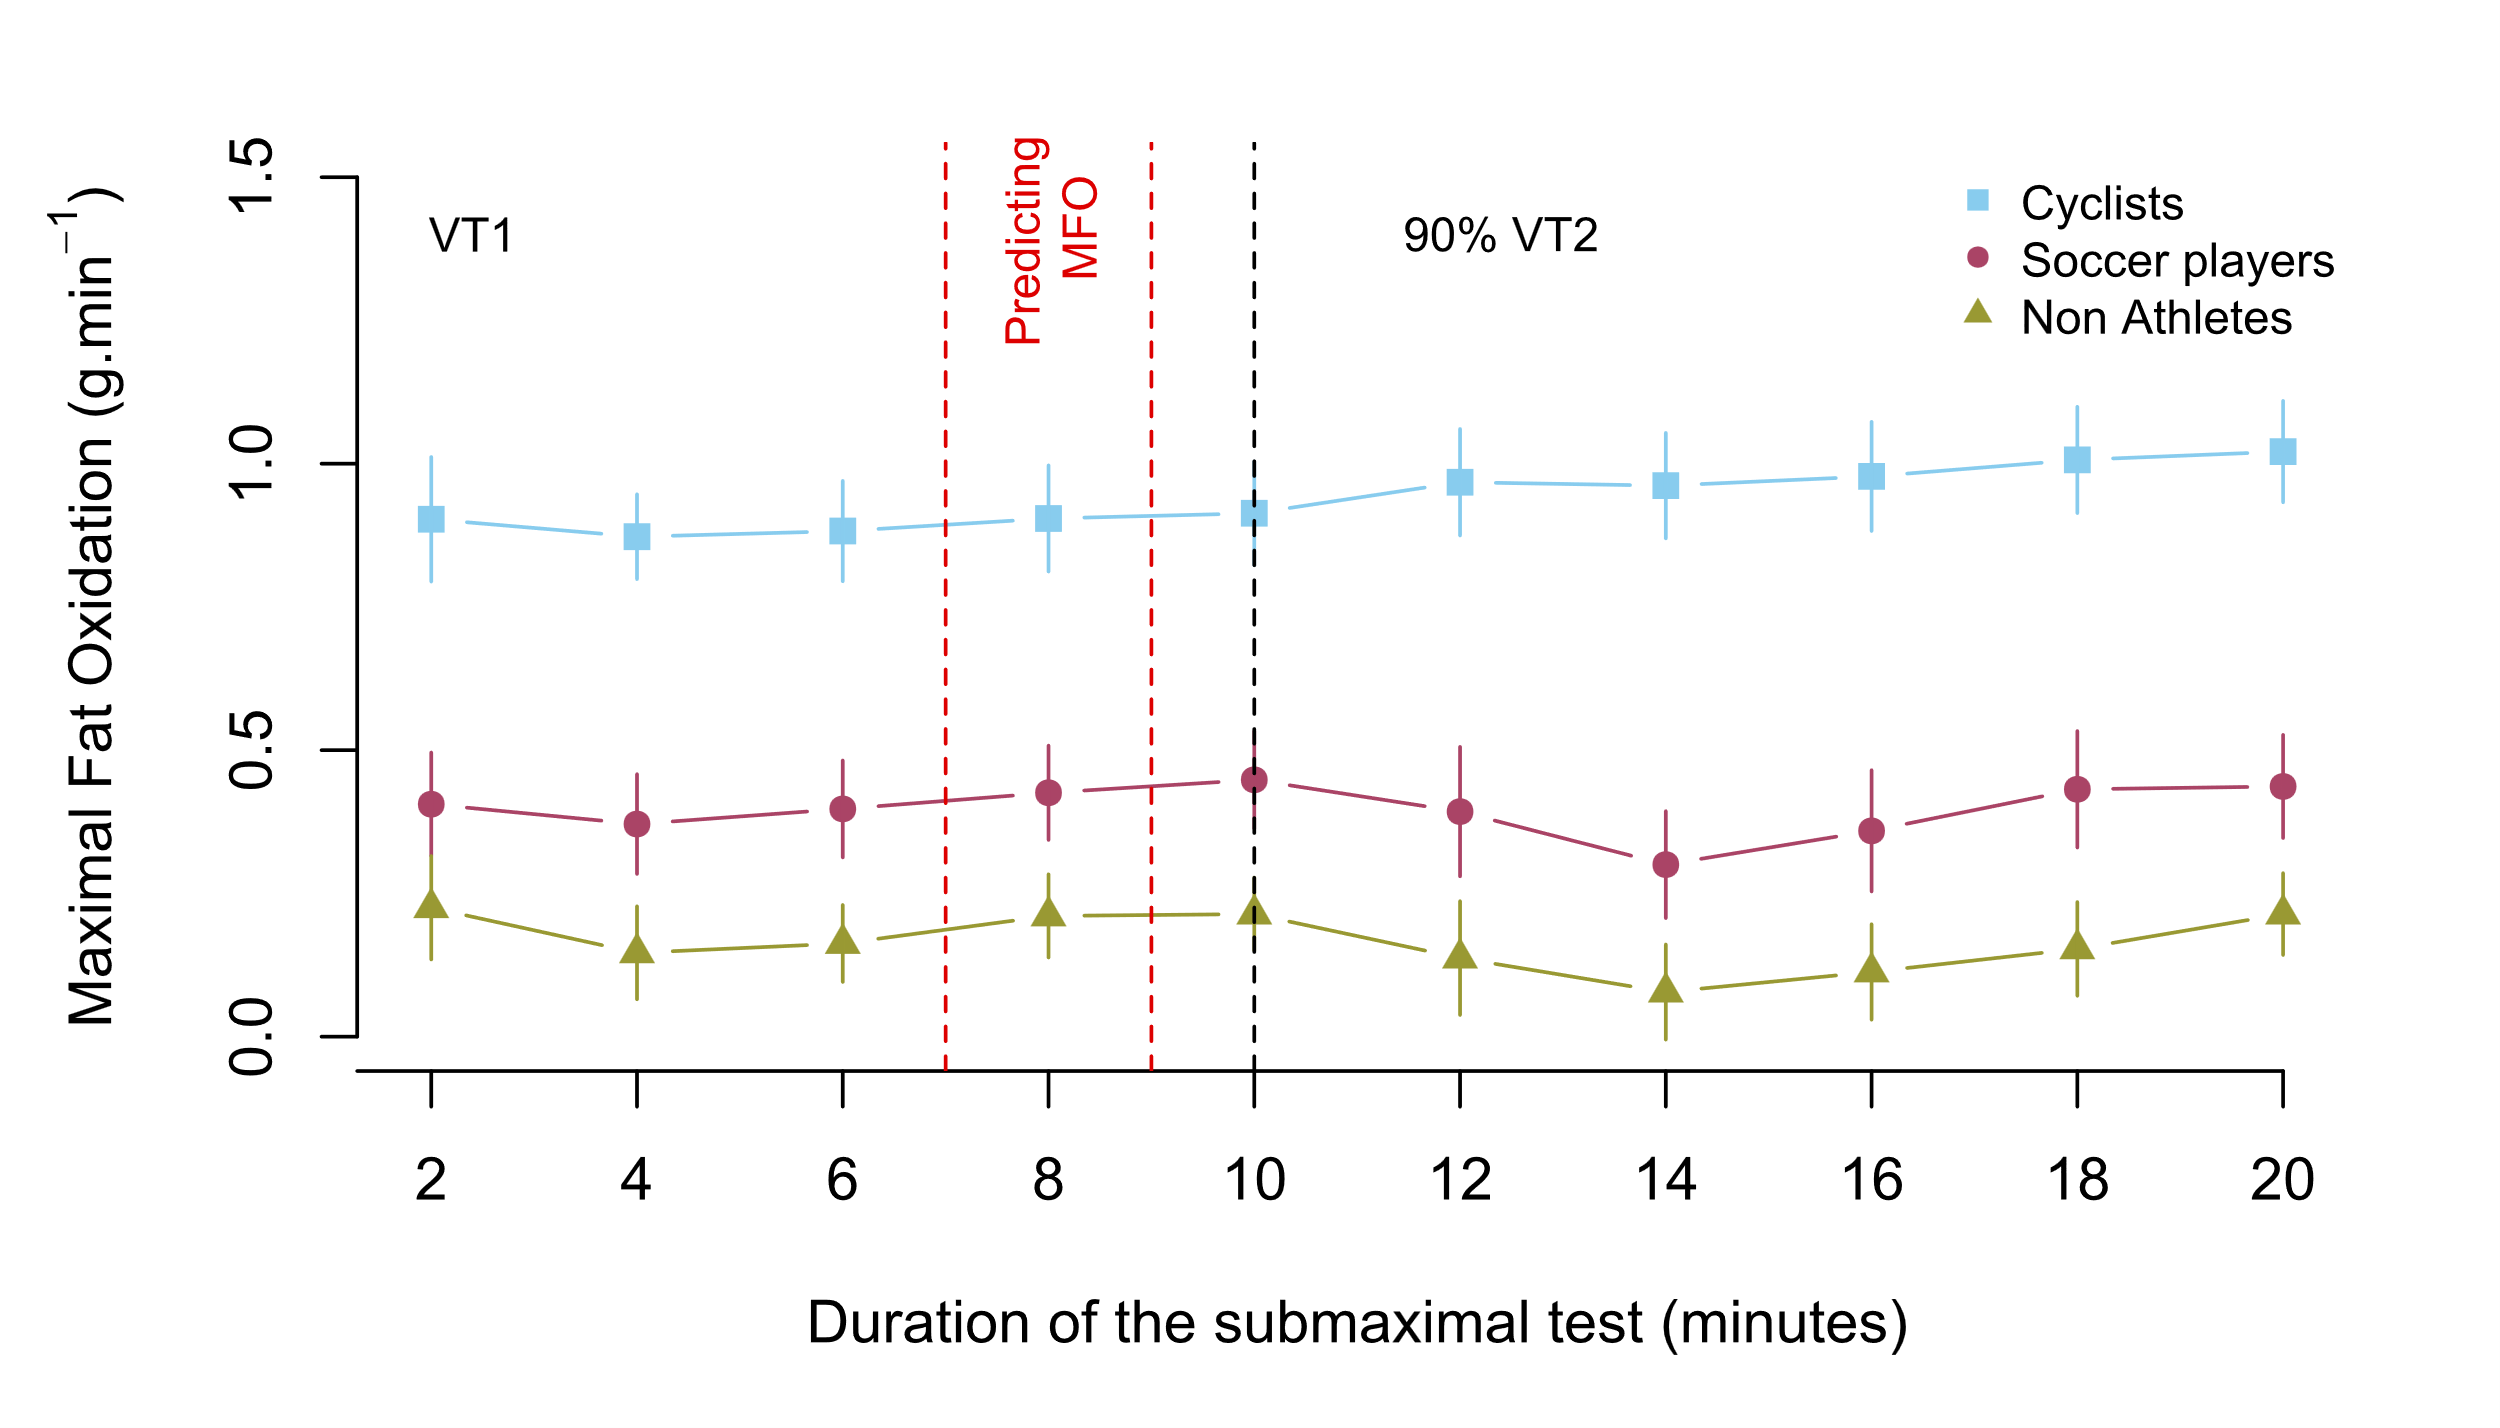 Maximal Fat Oxidation (g.min⁻¹)
1.5
1.0
0.5
0.0
VT1
Predicting
MFO
90% VT2
Cyclists
Soccer players
Non Athletes
2 4 6 8 10 12 14 16 18 20
Duration of the submaximal test (minutes)